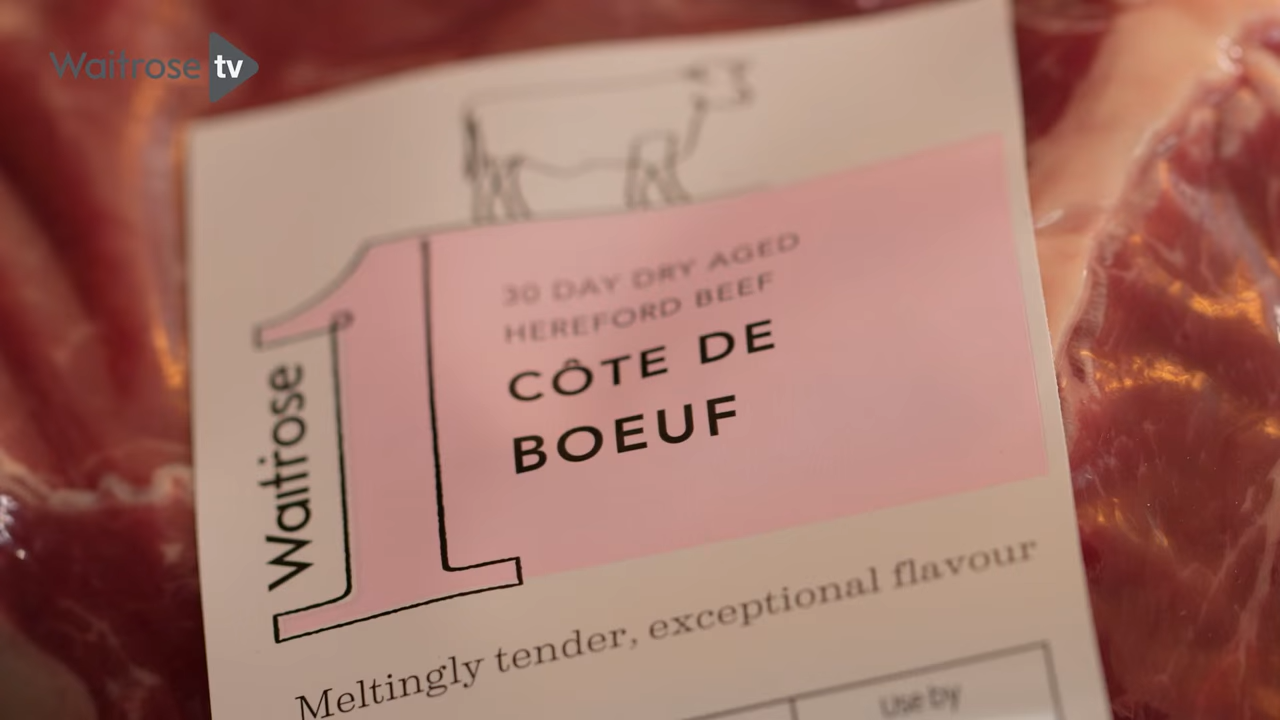 Waitrose tv
30 DAY DRY AGED
HEREFORD BEEF
CÔTE DE
BOEUF
Waitrose
1
Meltingly tender, exceptional flavour
Use by